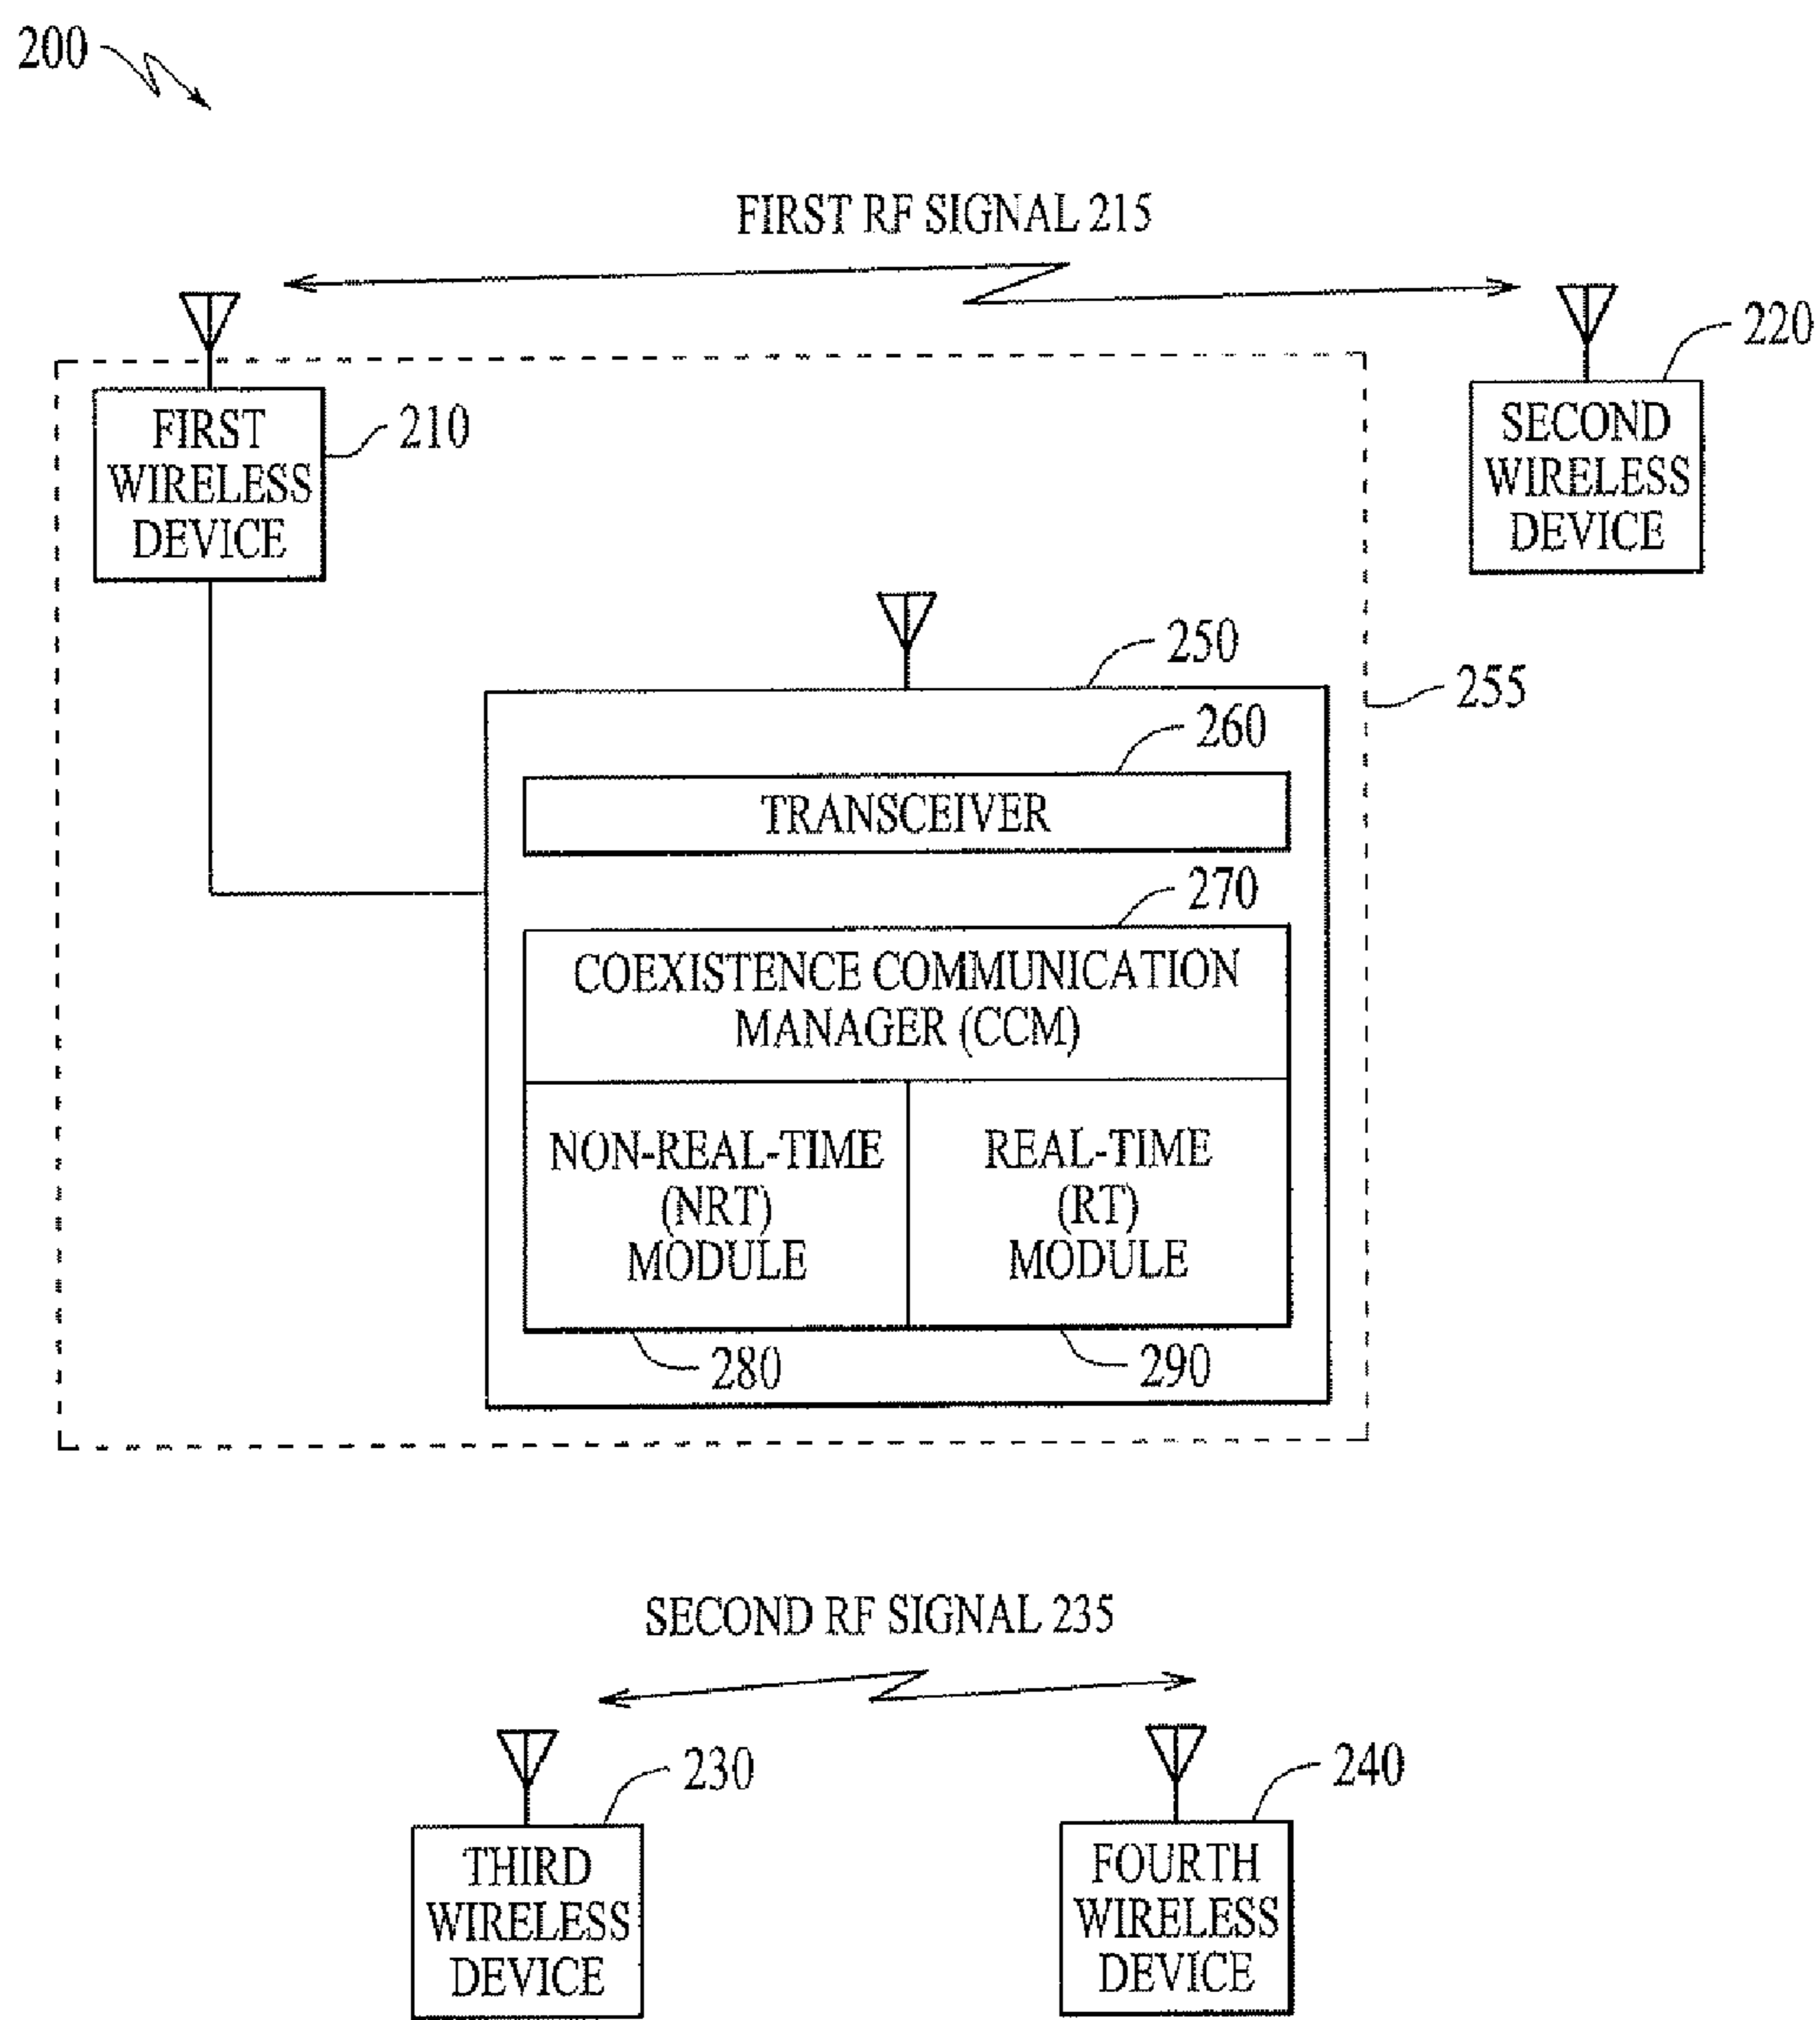 200
FIRST RF SIGNAL 215
220
FIRST
WIRELESS
DEVICE
210
SECOND
WIRELESS
DEVICE
250
255
260
TRANSCEIVER
270
COEXISTENCE COMMUNICATION
MANAGER (CCM)
NON-REAL-TIME
(NRT)
MODULE
REAL-TIME
(RT)
MODULE
280
290
SECOND RF SIGNAL 235
230
240
THIRD
WIRELESS
DEVICE
FOURTH
WIRELESS
DEVICE